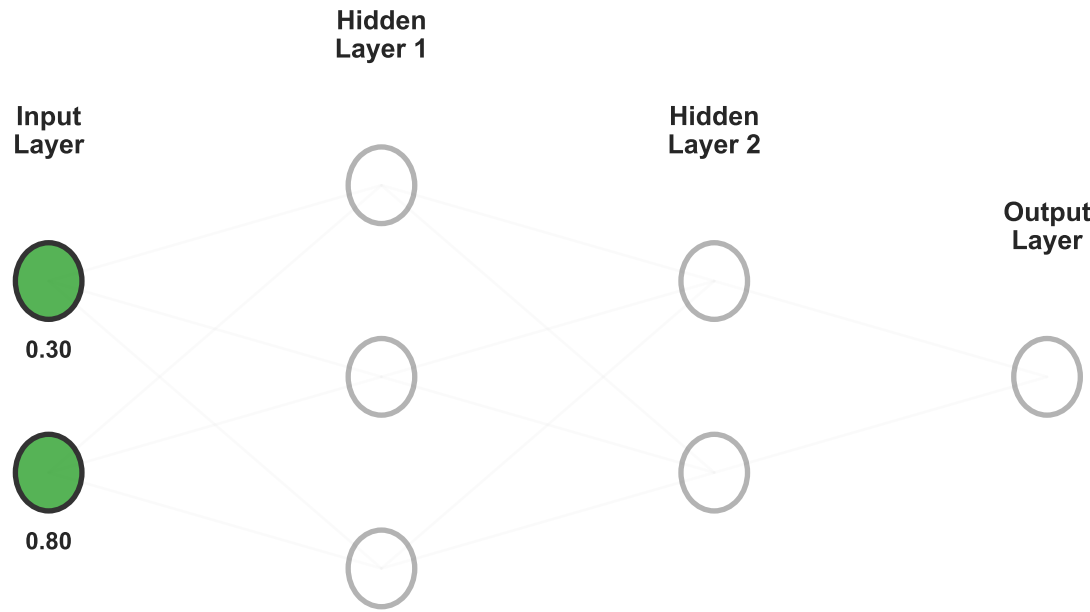 Input
Layer
0.30
0.80
Hidden
Layer 1
Hidden
Layer 2
Output
Layer